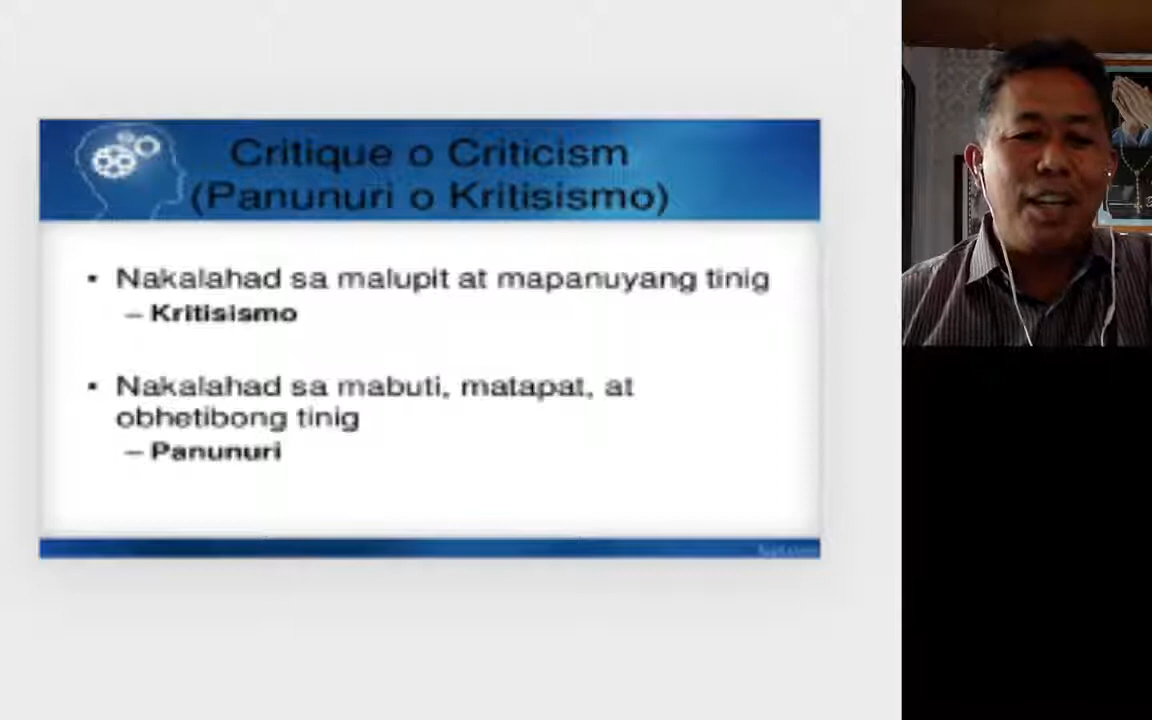 Critique o Criticism
(Panunuri o Kritisismo)
• Nakalahad sa malupit at mapanuyang tinig
– Kritisismo
• Nakalahad sa mabuti, matapat, at
obhetibong tinig
– Panunuri